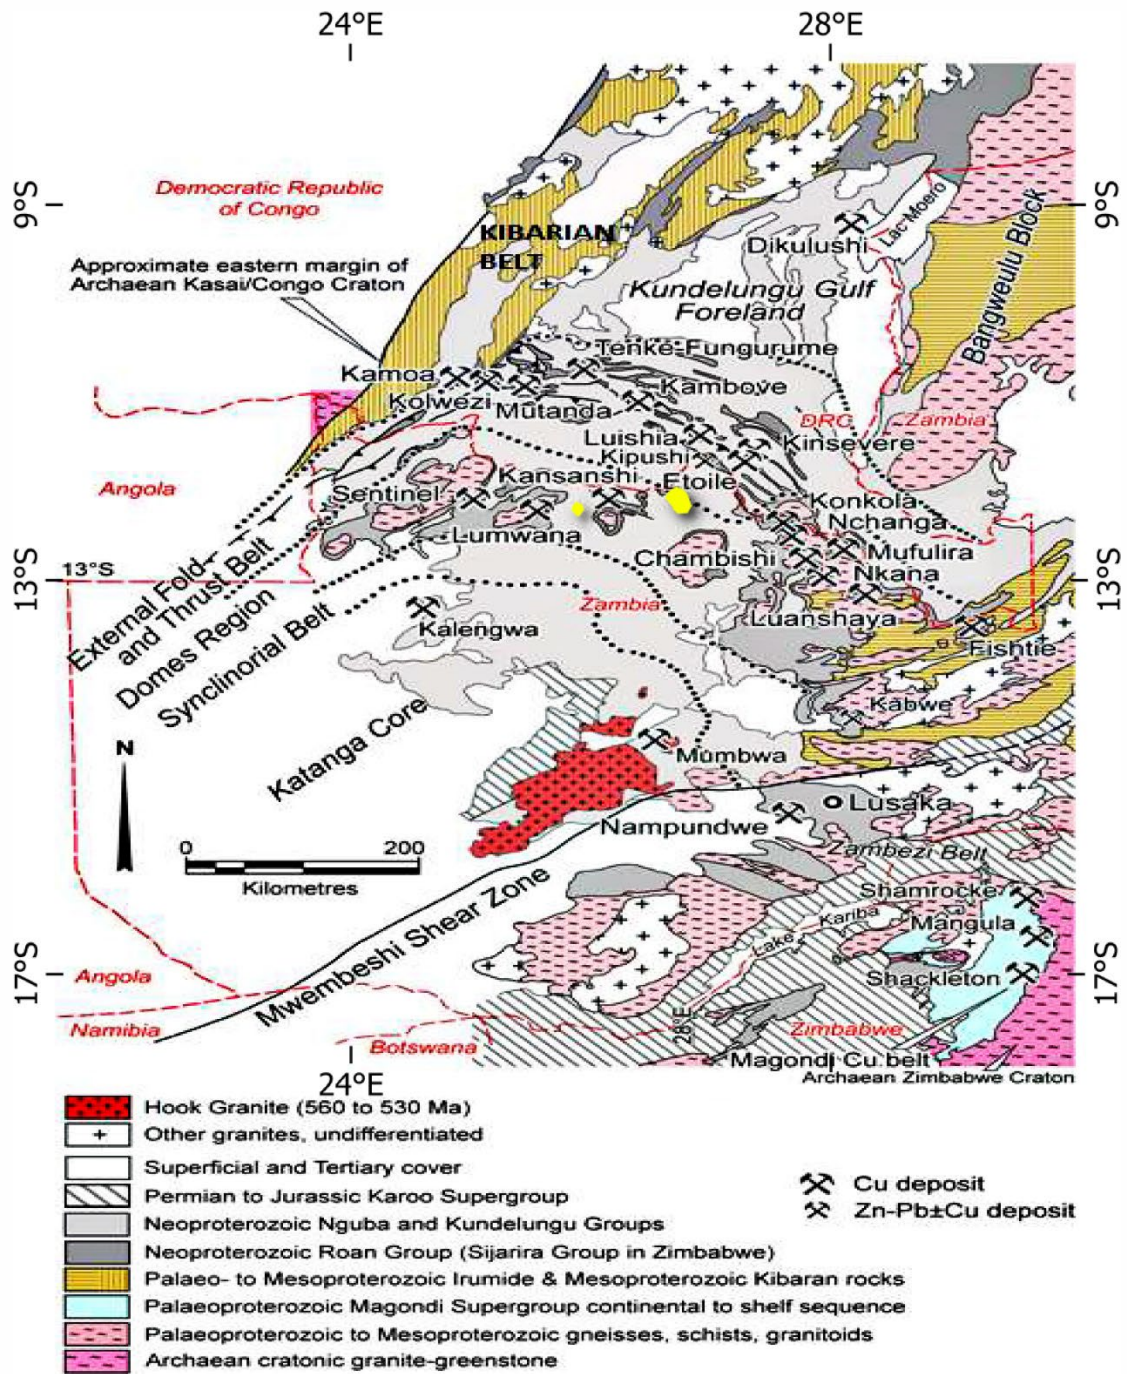 24°E
28°E
9°S
9°S
Democratic Republic
of Congo
KIBARIAN
BELT
Dikulushi
Lac Moero
Bangweulu Block
Approximate eastern margin of
Archaean Kasai/Congo Craton
Kundelungu Gulf
Foreland
Tenke-Fungurume
Kamoa
Kambove
Kolwezi
Mutanda
DRC
Zambia
Luishia
Kinsevere
Kipushi
Angola
Kansanshi
Etoile
Sentinel
Konkola
Nchanga
Lumwana
Chambishi
Mufulira
Nkana
13°S
13°S
13°S
External Fold-
and Thrust Belt
Domes Region
Synclinorial Belt
Katanga Core
Zambia
Luanshaya
Kalengwa
Fishtie
Kabwe
N
Mumbwa
Lusaka
Nampundwe
0
200
Kilometres
Zambezi Belt
Mwembeshi Shear Zone
Shamrocke
Lake Kariba
Mangula
17°S
17°S
Angola
Shackleton
Namibia
28°E
Zimbabwe
Botswana
Magondi Cu belt
24°E
Archaean Zimbabwe Craton
Hook Granite (560 to 530 Ma)
Other granites, undifferentiated
Superficial and Tertiary cover
Permian to Jurassic Karoo Supergroup
Neoproterozoic Nguba and Kundelungu Groups
Neoproterozoic Roan Group (Sijarira Group in Zimbabwe)
Palaeo- to Mesoproterozoic Irumide & Mesoproterozoic Kibaran rocks
Palaeoproterozoic Magondi Supergroup continental to shelf sequence
Palaeoproterozoic to Mesoproterozoic gneisses, schists, granitoids
Archaean cratonic granite-greenstone
Cu deposit
Zn-Pb±Cu deposit